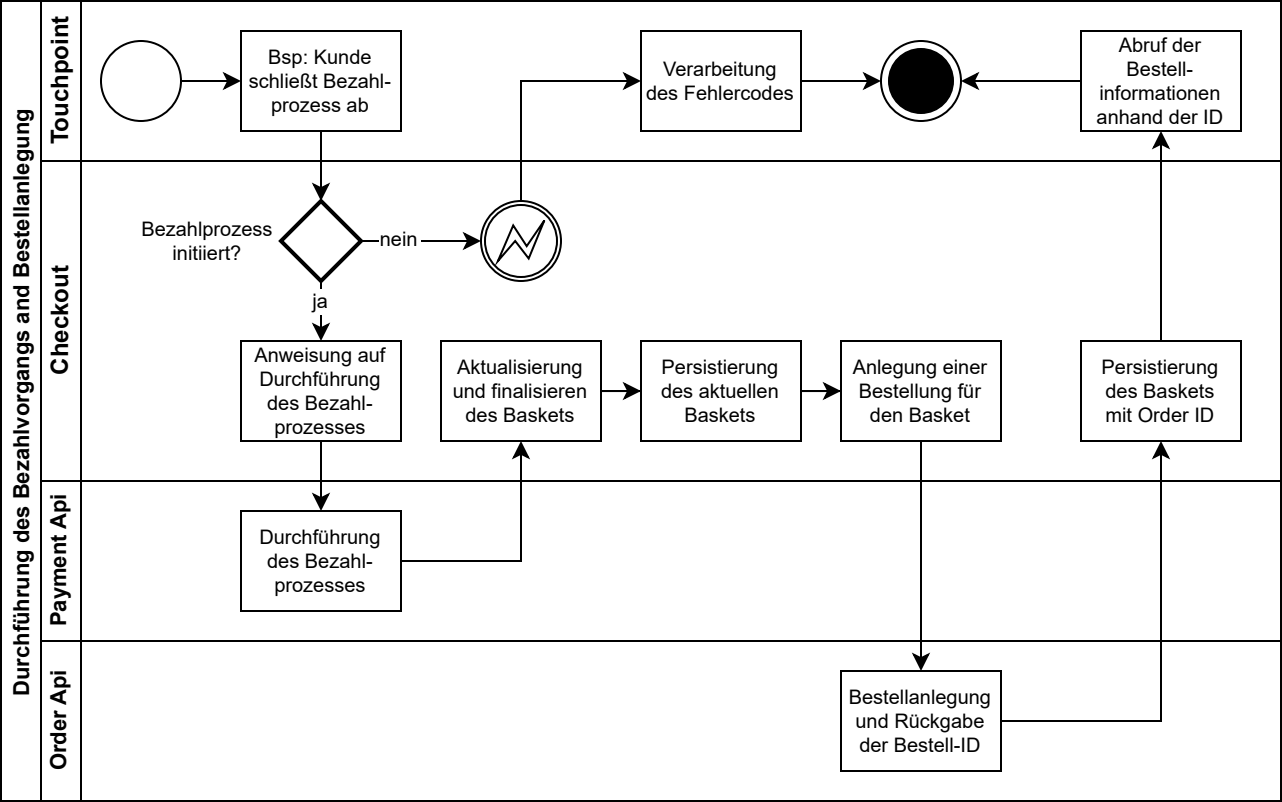 Durchführung des Bezahlvorgangs and Bestellanlegung
Touchpoint
Bsp: Kunde
schließt Bezahl-
prozess ab
Verarbeitung
des Fehlercodes
Abruf der
Bestell-
informationen
anhand der ID
Checkout
Bezahlprozess
initiiert?
nein
ja
Anweisung auf
Durchführung
des Bezahl-
prozesses
Aktualisierung
und finalisieren
des Baskets
Persistierung
des aktuellen
Baskets
Anlegung einer
Bestellung für
den Basket
Persistierung
des Baskets
mit Order ID
Payment Api
Durchführung
des Bezahl-
prozesses
Order Api
Bestellanlegung
und Rückgabe
der Bestell-ID